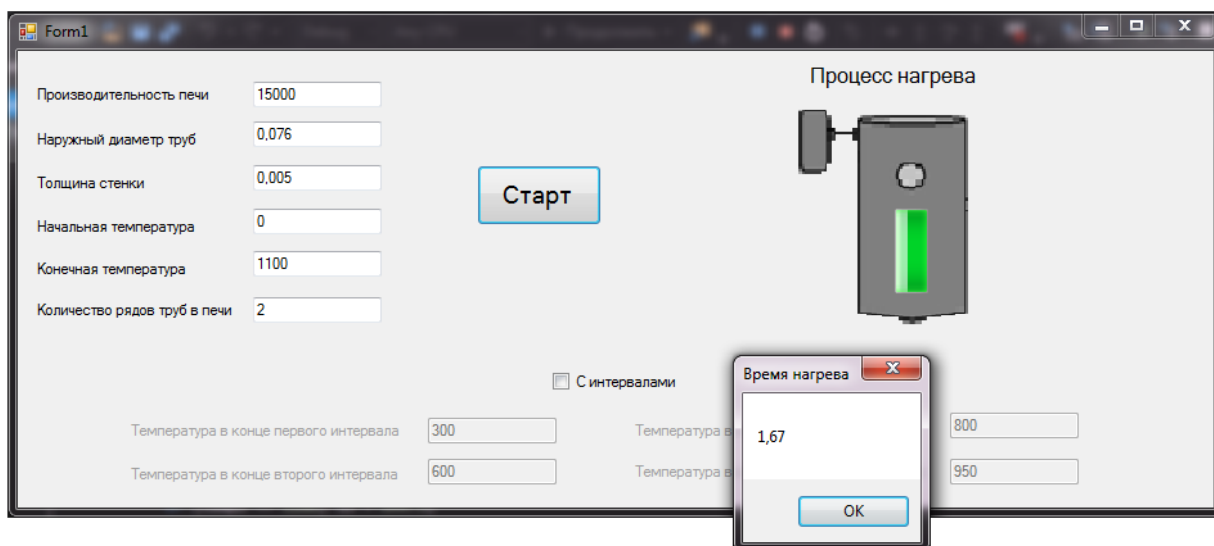 Form1
Процесс нагрева
Производительность печи 15000
Наружный диаметр труб 0,076
Толщина стенки 0,005
Старт
Начальная температура 0
Конечная температура 1100
Количество рядов труб в печи 2
Время нагрева
С интервалами
1,67
Температура в конце первого интервала 300 Температура в 800
Температура в конце второго интервала 600 Температура в 950
OK